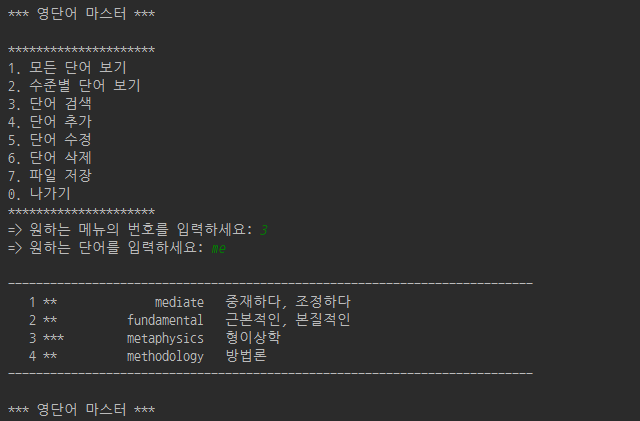 *** 영단어 마스터 ***
*********************
1. 모든 단어 보기
2. 수준별 단어 보기
3. 단어 검색
4. 단어 추가
5. 단어 수정
6. 단어 삭제
7. 파일 저장
0. 나가기
*********************
=> 원하는 메뉴의 번호를 입력하세요: 3
=> 원하는 단어를 입력하세요: me
---------------------------------------------------------------------------
1 ** mediate 중재하다, 조정하다
2 ** fundamental 근본적인, 본질적인
3 *** metaphysics 형이상학
4 ** methodology 방법론
---------------------------------------------------------------------------
*** 영단어 마스터 ***